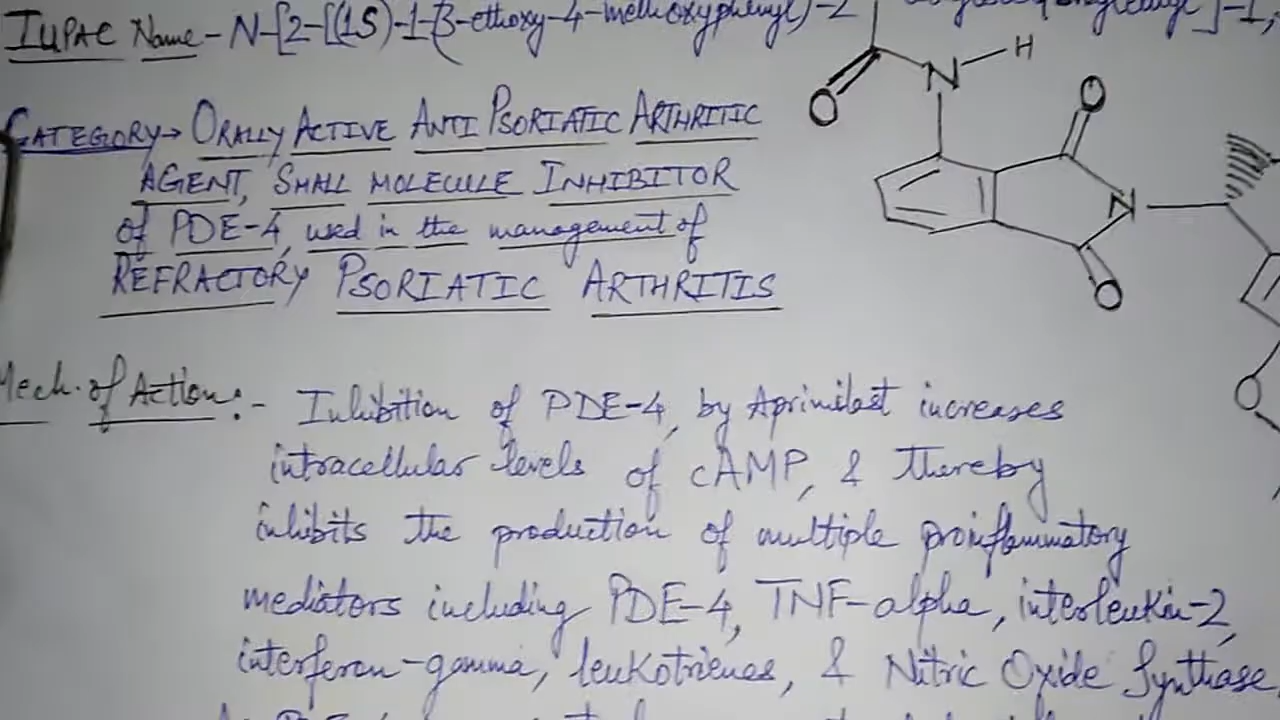 IUPAC Name - N-[2-[(1S)-1-(3-ethoxy-4-methoxyphenyl)-2
]-1,
CATEGORY→ ORALLY ACTIVE ANTI PSORIATIC ARTHRITIC
AGENT, SMALL MOLECULE INHIBITOR
of PDE-4, used in the management of
REFRACTORY PSORIATIC ARTHRITIS
O
N
H
O
N
O
O
Mech. of Action:- Inhibition of PDE-4, by Aprimilast increases
intracellular levels of cAMP, & thereby
inhibits the production of multiple proinflammatory
mediators including PDE-4, TNF-alpha, interleukin-2,
interferon-gamma, leukotrienes, & Nitric Oxide Synthase.